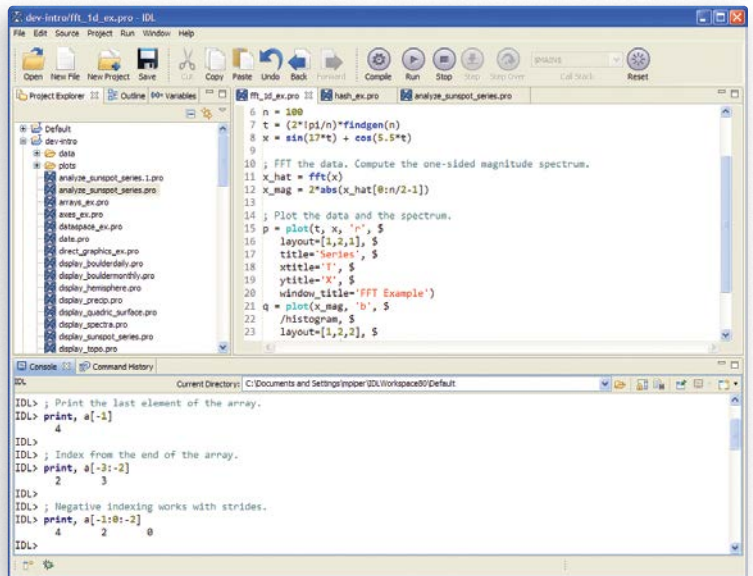 dev-intro/fft_1d_ex.pro - IDL
File Edit Source Project Run Window Help
Open New File New Project Save Cut Copy Paste Undo Back Forward Compile Run Stop Step Step Over $MAIN$ Call Stack Reset
Project Explorer Outline Variables
fft_1d_ex.pro hash_ex.pro analyze_sunspot_series.pro
Default
dev-intro
data
plots
analyze_sunspot_series.1.pro
analyze_sunspot_series.pro
arrays_ex.pro
axes_ex.pro
dataspace_ex.pro
date.pro
direct_graphics_ex.pro
display_boulderdaily.pro
display_bouldermonthly.pro
display_hemisphere.pro
display_precip.pro
display_quadric_surface.pro
display_spectra.pro
display_sunspot_series.pro
display_topo.pro
6 n = 100
7 t = (2*!pi/n)*findgen(n)
8 x = sin(17*t) + cos(5.5*t)
9
10 ; FFT the data. Compute the one-sided magnitude spectrum.
11 x_hat = fft(x)
12 x_mag = 2*abs(x_hat[0:n/2-1])
13
14 ; Plot the data and the spectrum.
15 p = plot(t, x, 'r', $
16 layout=[1,2,1], $
17 title='Series', $
18 xtitle='T', $
19 ytitle='X', $
20 window_title='FFT Example')
21 q = plot(x_mag, 'b', $
22 /histogram, $
23 layout=[1,2,2], $
Console Command History
IDL Current Directory: C:\Documents and Settings\mpiper\IDLWorkspace80\Default
IDL> ; Print the last element of the array.
IDL> print, a[-1]
4
IDL>
IDL> ; Index from the end of the array.
IDL> print, a[-3:-2]
2 3
IDL>
IDL> ; Negative indexing works with strides.
IDL> print, a[-1:0:-2]
4 2 0
IDL>